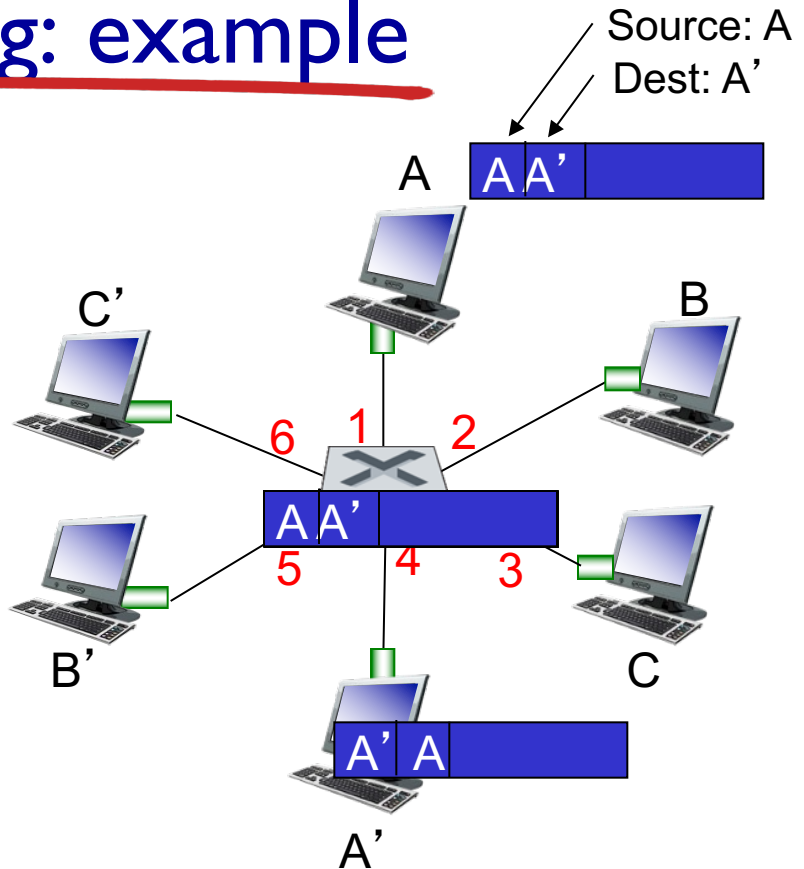 g: example
Source: A
Dest: A’
A
A A’
C’
B
6 1 2
A A’
5 4 3
B’
C
A’ A
A’